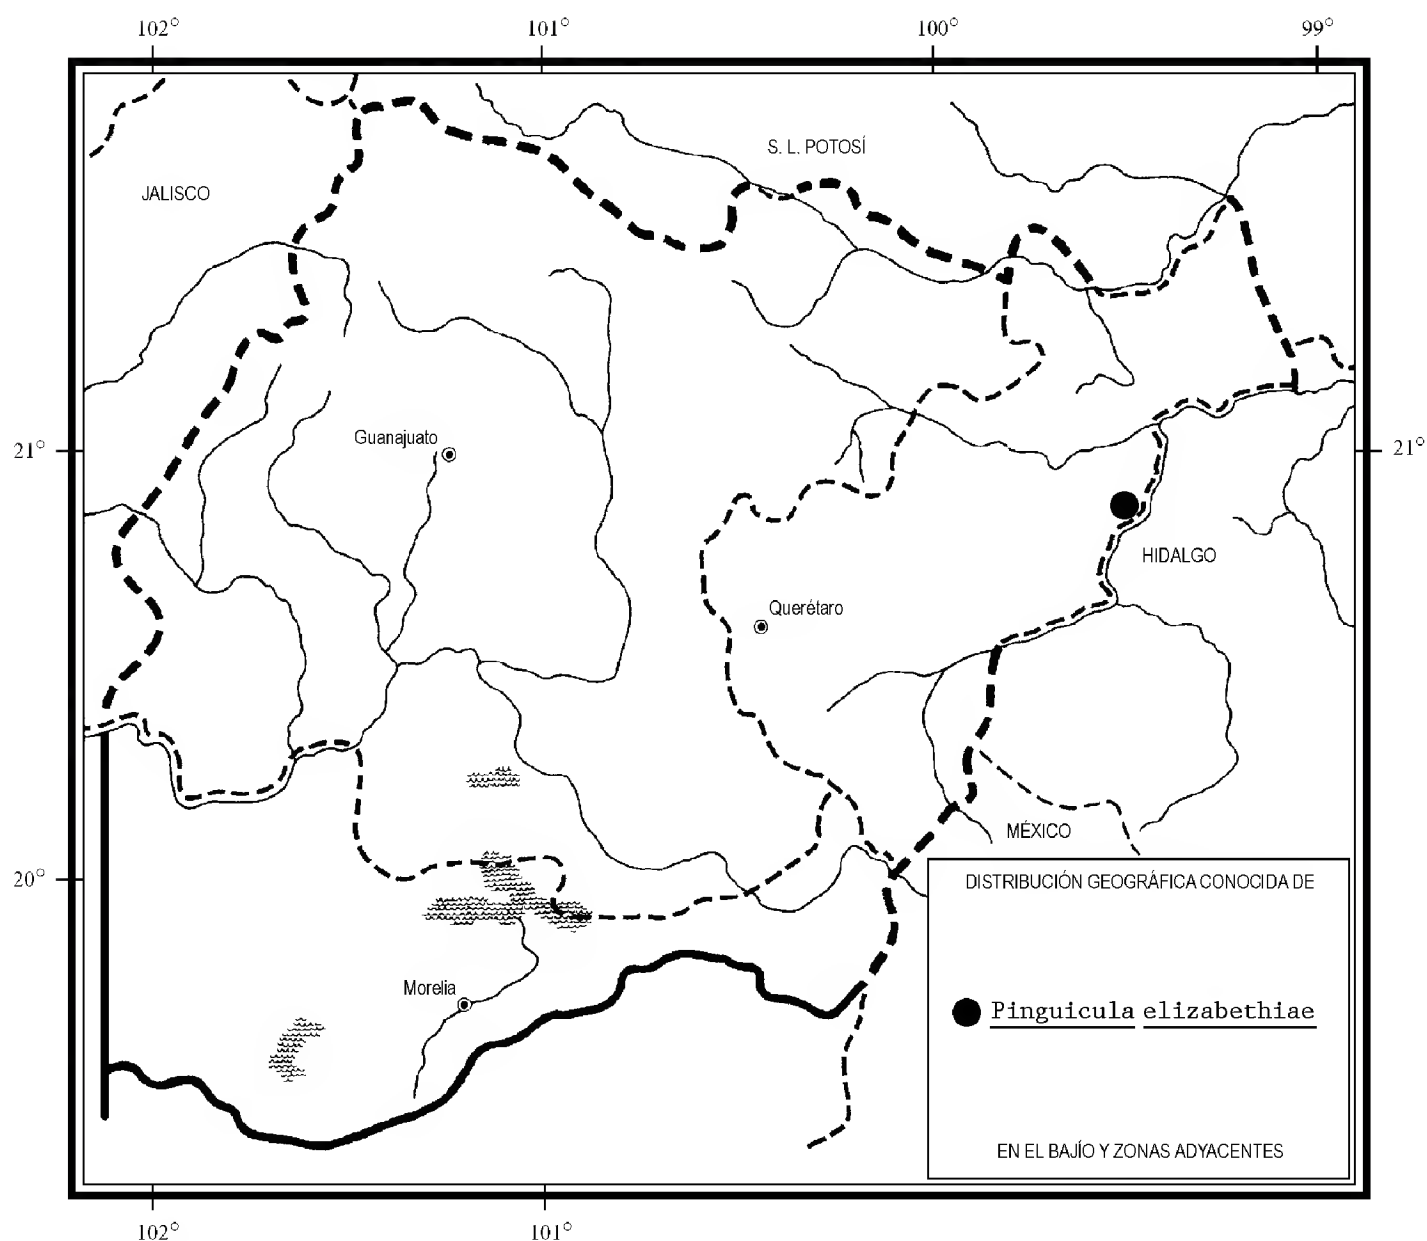 102° 101° 100° 99°
S. L. POTOSÍ
JALISCO
Guanajuato
21° 21°
HIDALGO
Querétaro
MÉXICO
20°
DISTRIBUCIÓN GEOGRÁFICA CONOCIDA DE
Morelia
Pinguicula elizabethiae
EN EL BAJÍO Y ZONAS ADYACENTES
102° 101°